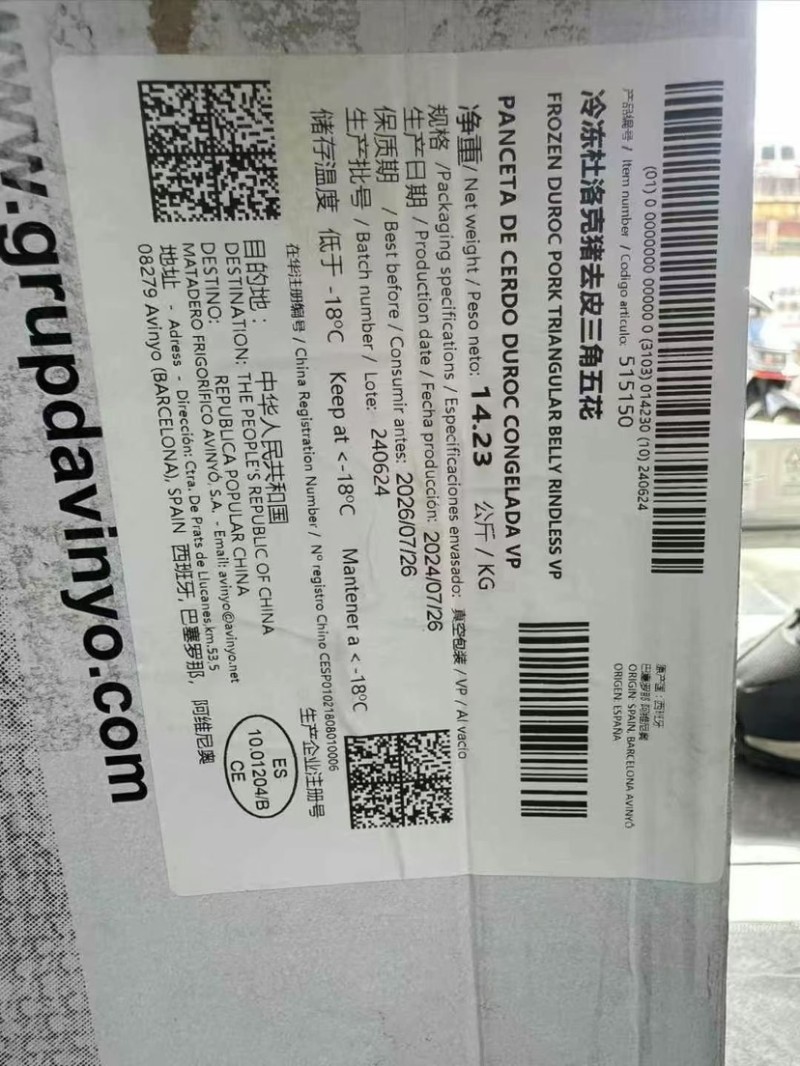 (01) 0 0000000 00000 0 (3103) 014230 (10) 240624
产品编号 / Item number / Codigo articulo: 515150
冷冻杜洛克猪去皮三角五花
FROZEN DUROC PORK TRIANGULAR BELLY RINDLESS VP
PANCETA DE CERDO DUROC CONGELADA VP
原产国：西班牙
巴塞罗那 阿维尼奥
ORIGIN: SPAIN, BARCELONA AVINYÓ
ORIGEN: ESPAÑA
净重 / Net weight / Peso neto: 14.23 公斤 / KG
规格 /Packaging specifications / Especificaciones envasado: 真空包装 / VP / Al vacío
生产日期 / Production date / Fecha producción: 2024/07/26
保质期 / Best before / Consumir antes: 2026/07/26
生产批号 / Batch number / Lote: 240624
储存温度 低于 -18ºC Keep at <-18ºC Mantener a <-18ºC
在华注册编号 / China Registration Number / Nº registro Chino CESP01021608010006
生产企业注册号
目的地： 中华人民共和国
DESTINATION: THE PEOPLE'S REPUBLIC OF CHINA
DESTINO: REPUBLICA POPULAR CHINA
MATADERO FRIGORÍFICO AVINYÓ, S.A. - Email: avinyo@avinyo.net
地址 - Adress - Dirección: Ctra. De Prats de Llucanes,km.53.5
08279 Avinyo (BARCELONA), SPAIN 西班牙, 巴塞罗那, 阿维尼奥
ES
10.01204/B
CE
www.grupdavinyo.com